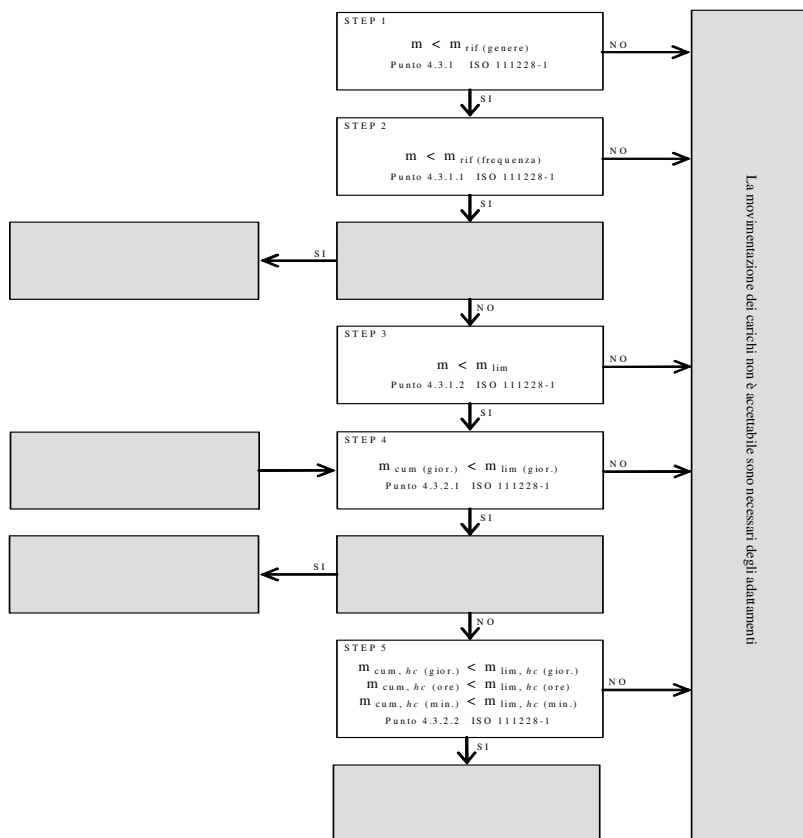 STEP 1
m < m rif (genere)
Punto 4.3.1 ISO 111228-1
NO
SI
STEP 2
m < m rif (frequenza)
Punto 4.3.1.1 ISO 111228-1
NO
SI
SI
NO
STEP 3
m < m lim
Punto 4.3.1.2 ISO 111228-1
NO
SI
STEP 4
m cum (gior.) < m lim (gior.)
Punto 4.3.2.1 ISO 111228-1
NO
SI
SI
NO
STEP 5
m cum, hc (gior.) < m lim, hc (gior.)
m cum, hc (ore) < m lim, hc (ore)
m cum, hc (min.) < m lim, hc (min.)
Punto 4.3.2.2 ISO 111228-1
NO
SI
La movimentazione dei carichi non è accettabile sono necessari degli adattamenti